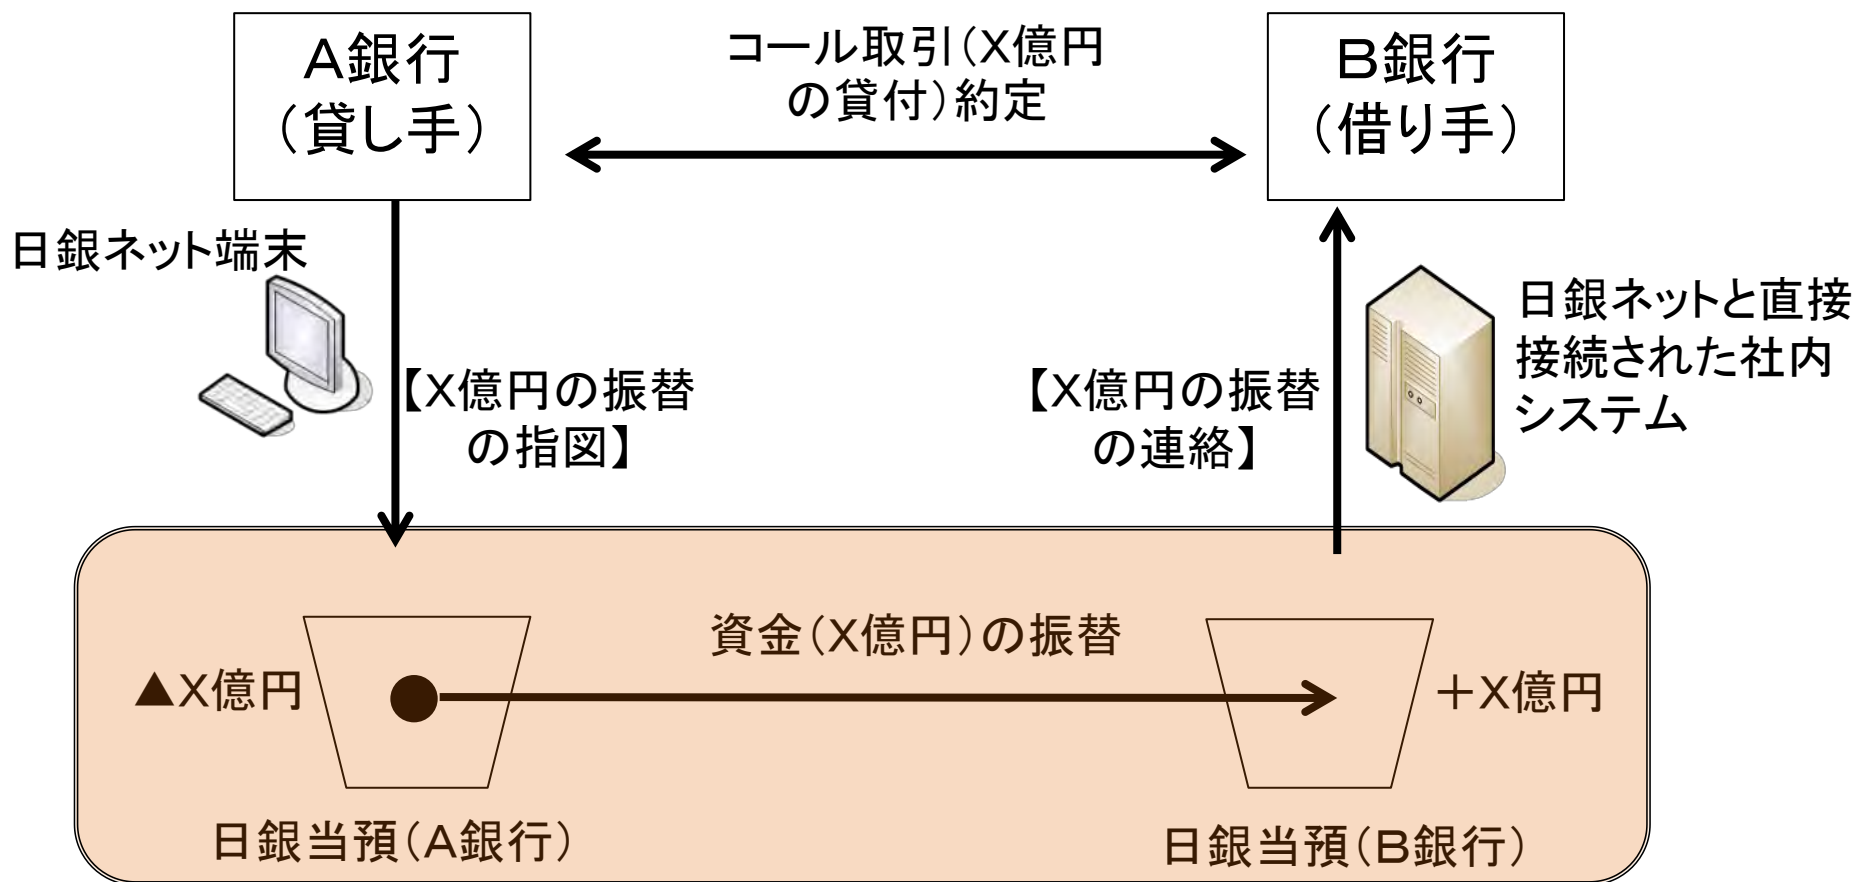 A銀行
（貸し手）
コール取引（X億円
の貸付）約定
B銀行
（借り手）
日銀ネット端末
【X億円の振替
の指図】
【X億円の振替
の連絡】
日銀ネットと直接
接続された社内
システム
資金（X億円）の振替
▲X億円
＋X億円
日銀当預（A銀行）
日銀当預（B銀行）